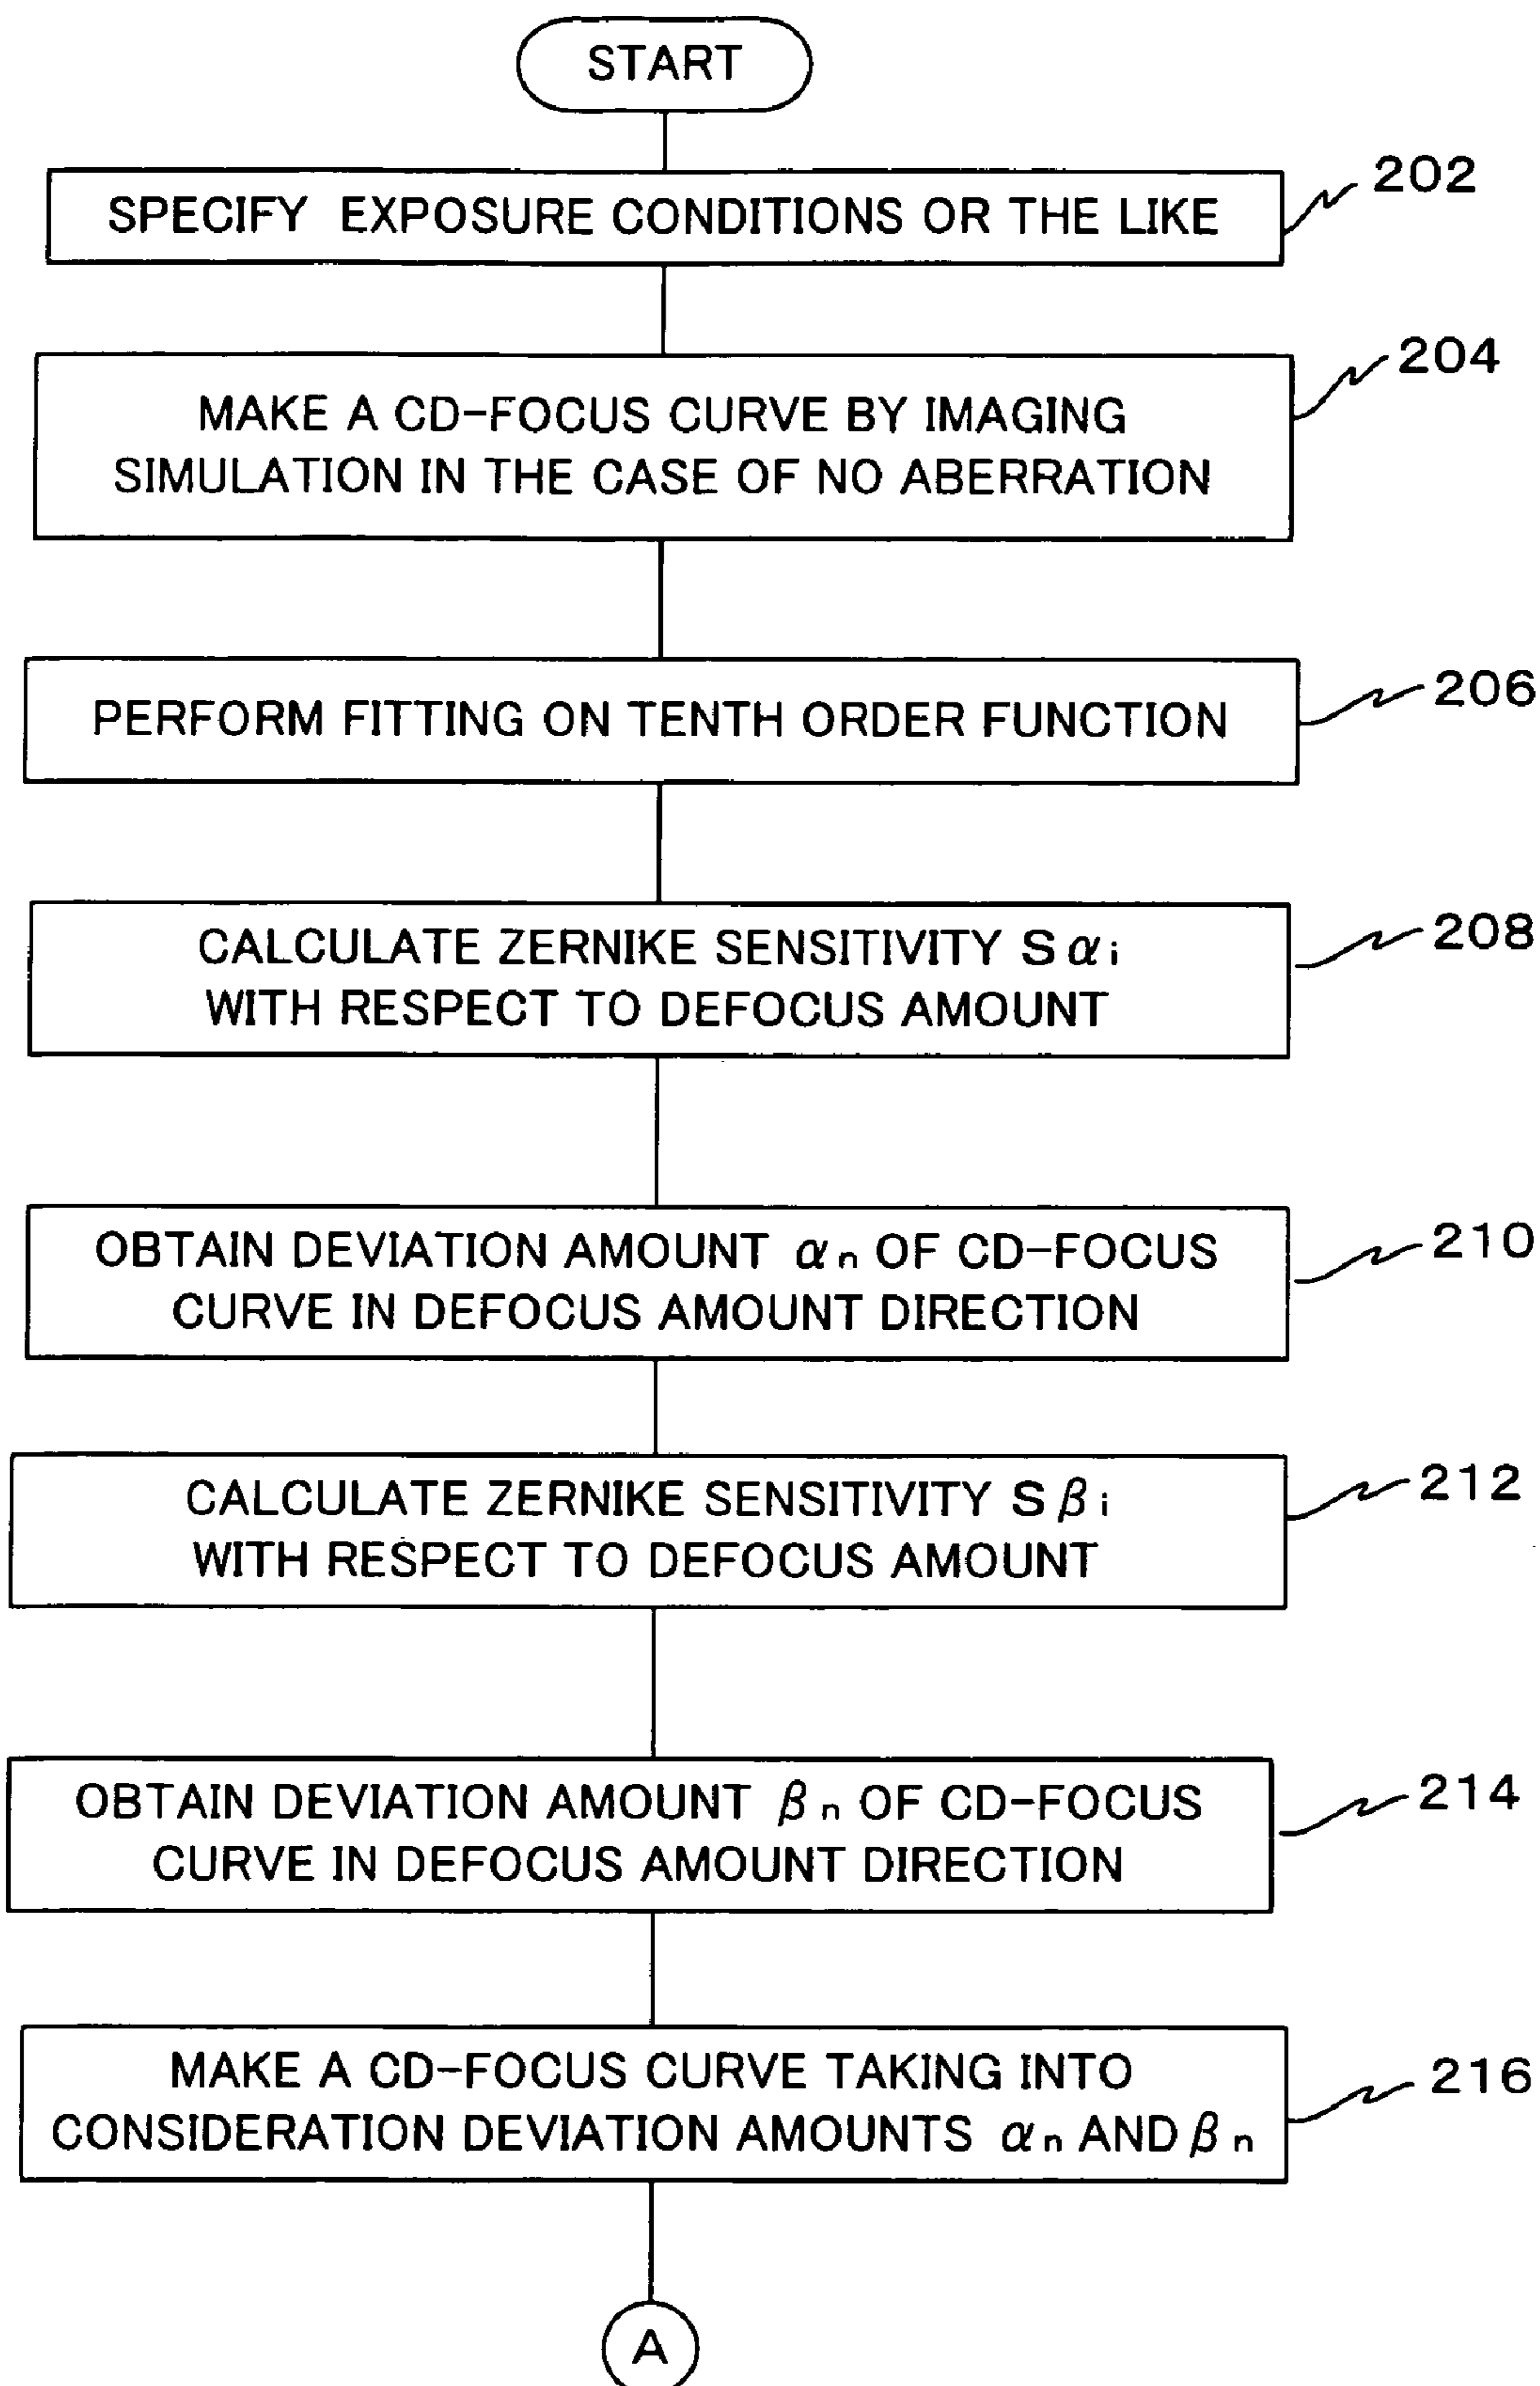 START
202
SPECIFY EXPOSURE CONDITIONS OR THE LIKE
204
MAKE A CD-FOCUS CURVE BY IMAGING
SIMULATION IN THE CASE OF NO ABERRATION
206
PERFORM FITTING ON TENTH ORDER FUNCTION
208
CALCULATE ZERNIKE SENSITIVITY S αi
WITH RESPECT TO DEFOCUS AMOUNT
210
OBTAIN DEVIATION AMOUNT αn OF CD-FOCUS
CURVE IN DEFOCUS AMOUNT DIRECTION
212
CALCULATE ZERNIKE SENSITIVITY S βi
WITH RESPECT TO DEFOCUS AMOUNT
214
OBTAIN DEVIATION AMOUNT βn OF CD-FOCUS
CURVE IN DEFOCUS AMOUNT DIRECTION
216
MAKE A CD-FOCUS CURVE TAKING INTO
CONSIDERATION DEVIATION AMOUNTS αn AND βn
A